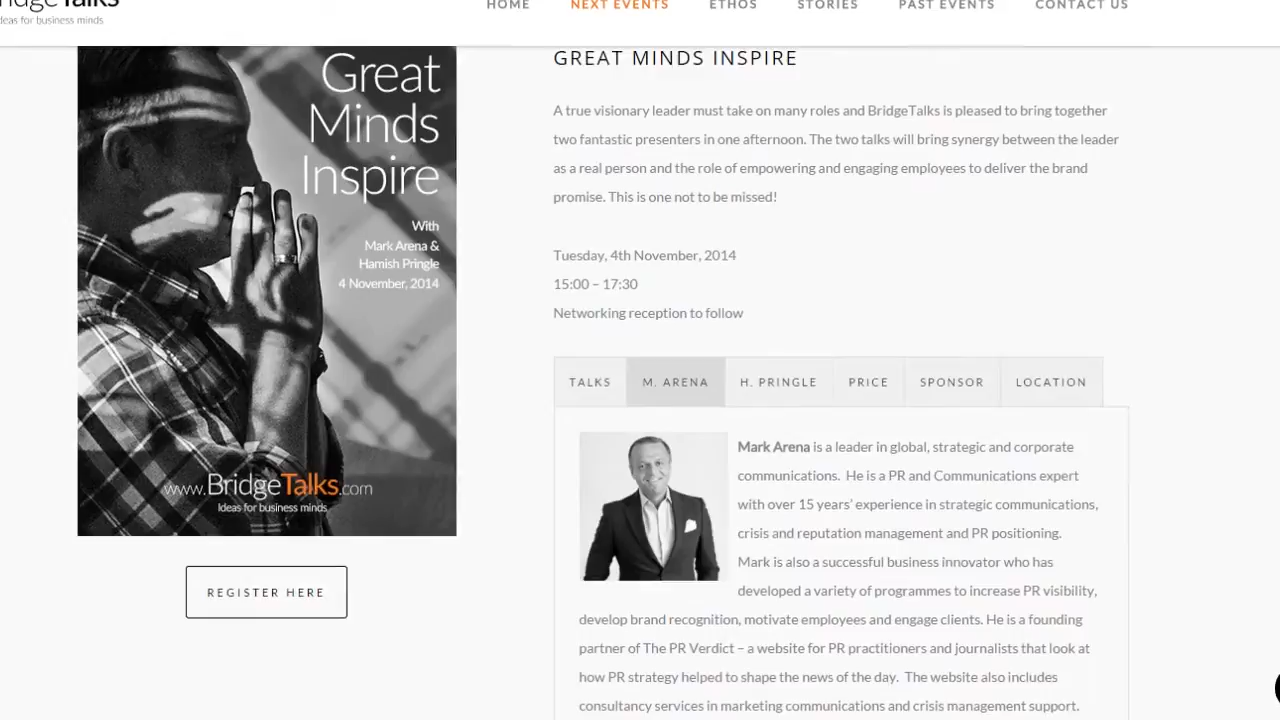 ridgeTalks
deas for business minds
HOME NEXT EVENTS ETHOS STORIES PAST EVENTS CONTACT US
Great
Minds
Inspire
With
Mark Arena &
Hamish Pringle
4 November, 2014
www.BridgeTalks.com
Ideas for business minds
REGISTER HERE
GREAT MINDS INSPIRE
A true visionary leader must take on many roles and BridgeTalks is pleased to bring together
two fantastic presenters in one afternoon. The two talks will bring synergy between the leader
as a real person and the role of empowering and engaging employees to deliver the brand
promise. This is one not to be missed!
Tuesday, 4th November, 2014
15:00 – 17:30
Networking reception to follow
TALKS M. ARENA H. PRINGLE PRICE SPONSOR LOCATION
Mark Arena is a leader in global, strategic and corporate
communications. He is a PR and Communications expert
with over 15 years' experience in strategic communications,
crisis and reputation management and PR positioning.
Mark is also a successful business innovator who has
developed a variety of programmes to increase PR visibility,
develop brand recognition, motivate employees and engage clients. He is a founding
partner of The PR Verdict – a website for PR practitioners and journalists that look at
how PR strategy helped to shape the news of the day. The website also includes
consultancy services in marketing communications and crisis management support.